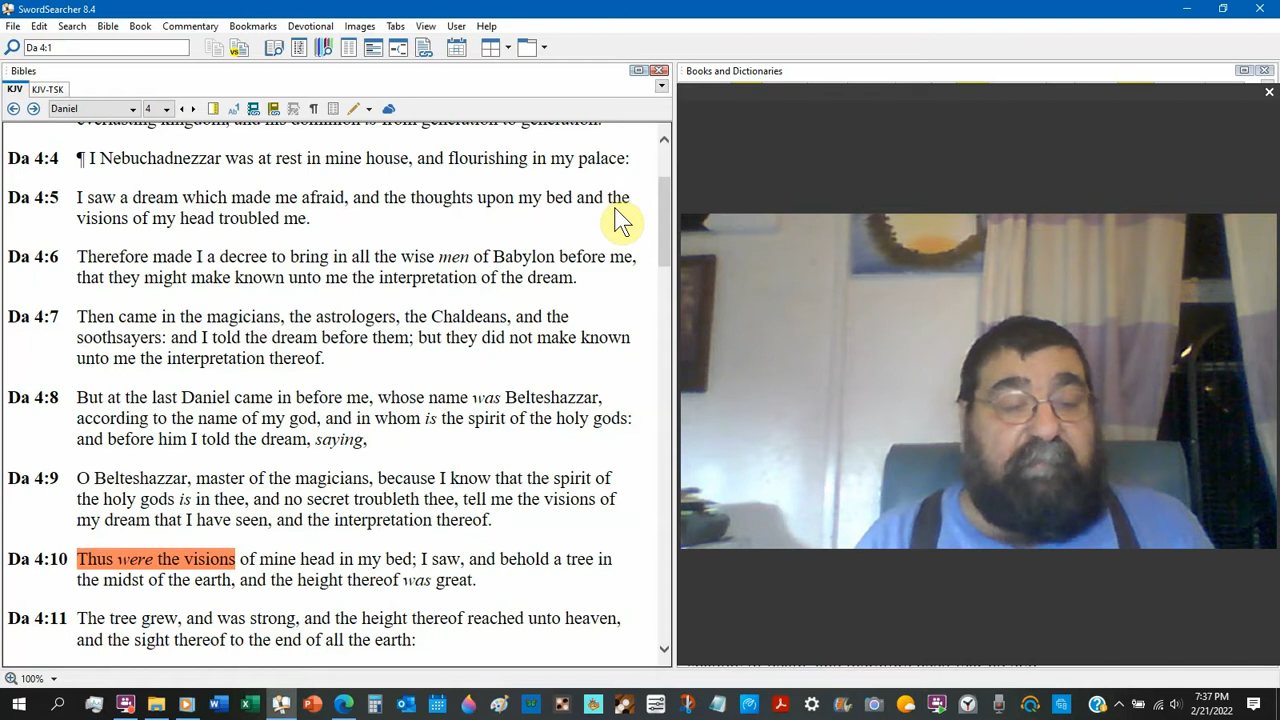 SwordSearcher 8.4
File Edit Search Bible Book Commentary Bookmarks Devotional Images Tabs View User Help
Da 4:1
Bibles
Books and Dictionaries
KJV KJV-TSK
Daniel 4
everlasting kingdom, and his dominion is from generation to generation.
Da 4:4 ¶ I Nebuchadnezzar was at rest in mine house, and flourishing in my palace:
Da 4:5 I saw a dream which made me afraid, and the thoughts upon my bed and the
visions of my head troubled me.
Da 4:6 Therefore made I a decree to bring in all the wise men of Babylon before me,
that they might make known unto me the interpretation of the dream.
Da 4:7 Then came in the magicians, the astrologers, the Chaldeans, and the
soothsayers: and I told the dream before them; but they did not make known
unto me the interpretation thereof.
Da 4:8 But at the last Daniel came in before me, whose name was Belteshazzar,
according to the name of my god, and in whom is the spirit of the holy gods:
and before him I told the dream, saying,
Da 4:9 O Belteshazzar, master of the magicians, because I know that the spirit of
the holy gods is in thee, and no secret troubleth thee, tell me the visions of
my dream that I have seen, and the interpretation thereof.
Da 4:10 Thus were the visions of mine head in my bed; I saw, and behold a tree in
the midst of the earth, and the height thereof was great.
Da 4:11 The tree grew, and was strong, and the height thereof reached unto heaven,
and the sight thereof to the end of all the earth:
100%
7:37 PM
2/21/2022